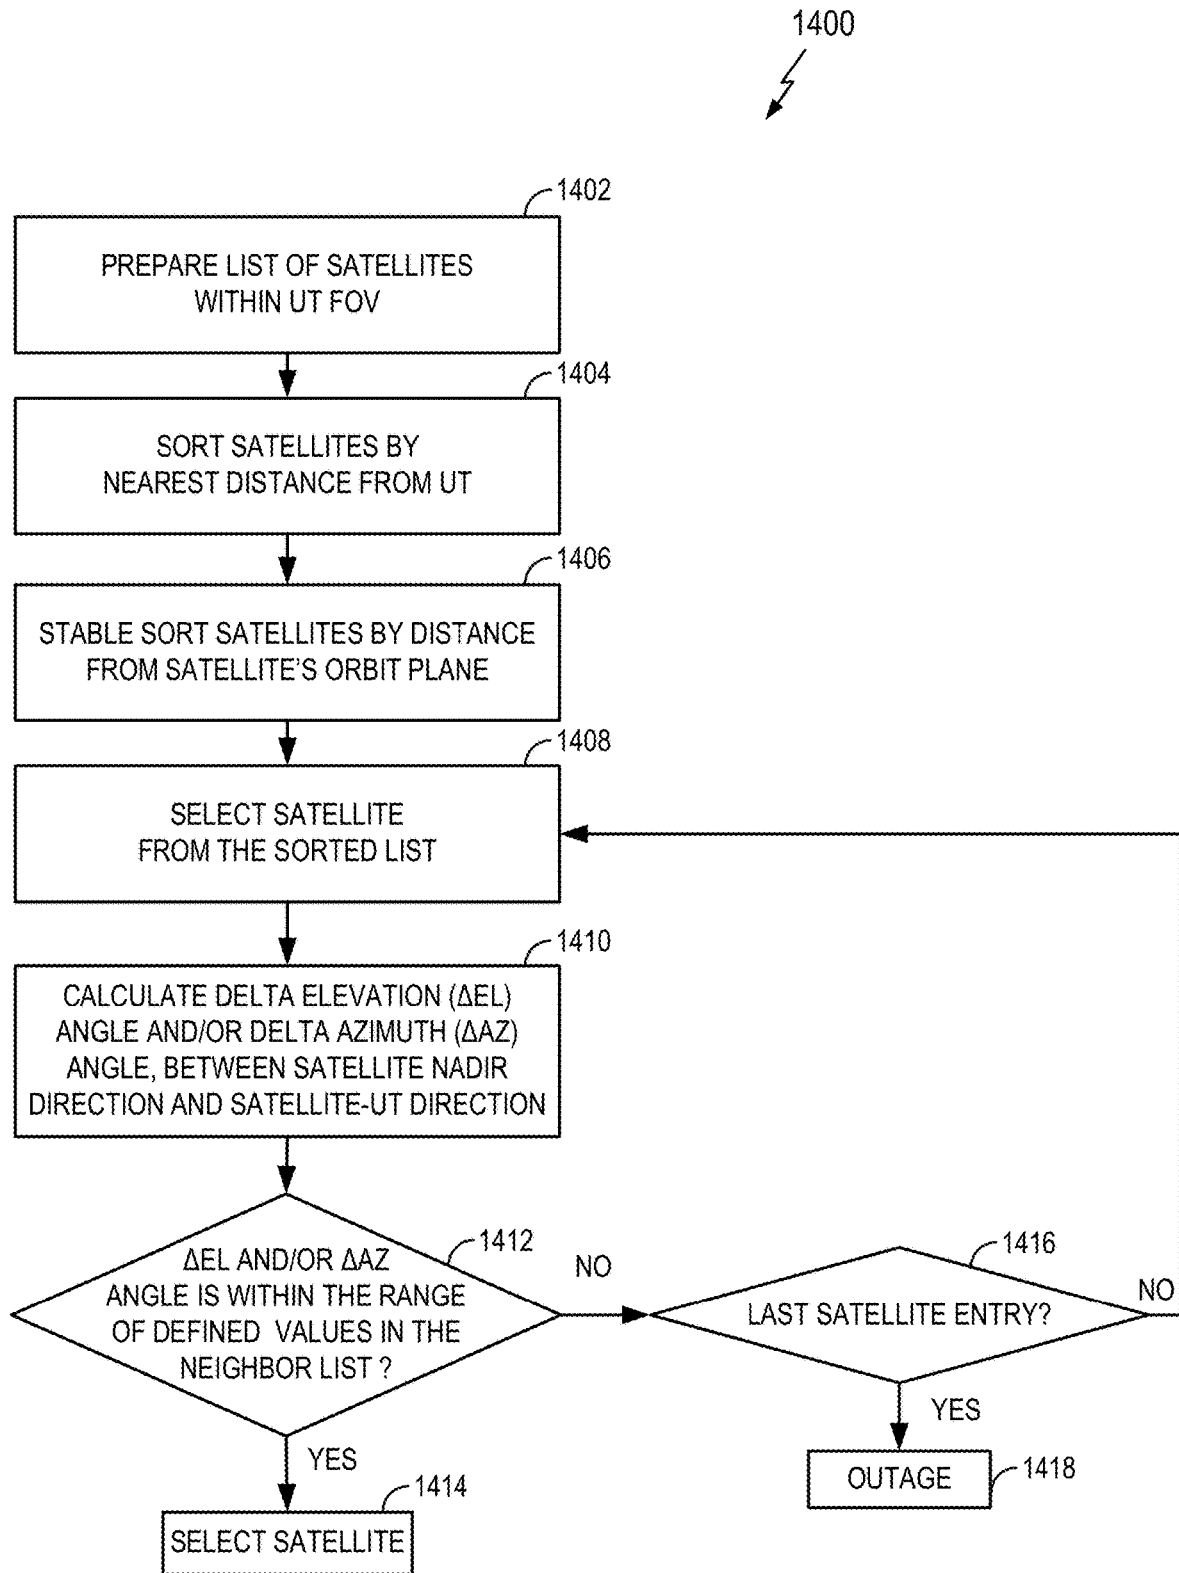 1400
1402
PREPARE LIST OF SATELLITES
WITHIN UT FOV
1404
SORT SATELLITES BY
NEAREST DISTANCE FROM UT
1406
STABLE SORT SATELLITES BY DISTANCE
FROM SATELLITE'S ORBIT PLANE
1408
SELECT SATELLITE
FROM THE SORTED LIST
1410
CALCULATE DELTA ELEVATION (ΔEL)
ANGLE AND/OR DELTA AZIMUTH (ΔAZ)
ANGLE, BETWEEN SATELLITE NADIR
DIRECTION AND SATELLITE-UT DIRECTION
1412
ΔEL AND/OR ΔAZ
ANGLE IS WITHIN THE RANGE
OF DEFINED VALUES IN THE
NEIGHBOR LIST ?
NO
1416
LAST SATELLITE ENTRY?
NO
YES
1414
SELECT SATELLITE
YES
OUTAGE
1418